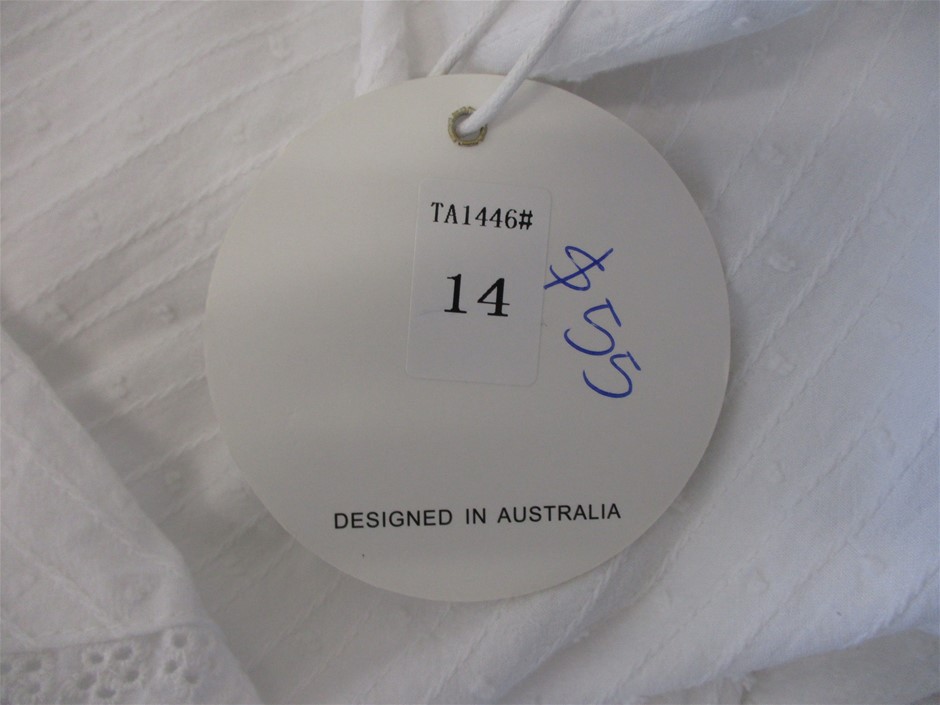 TA1446#
14
$55
DESIGNED IN AUSTRALIA